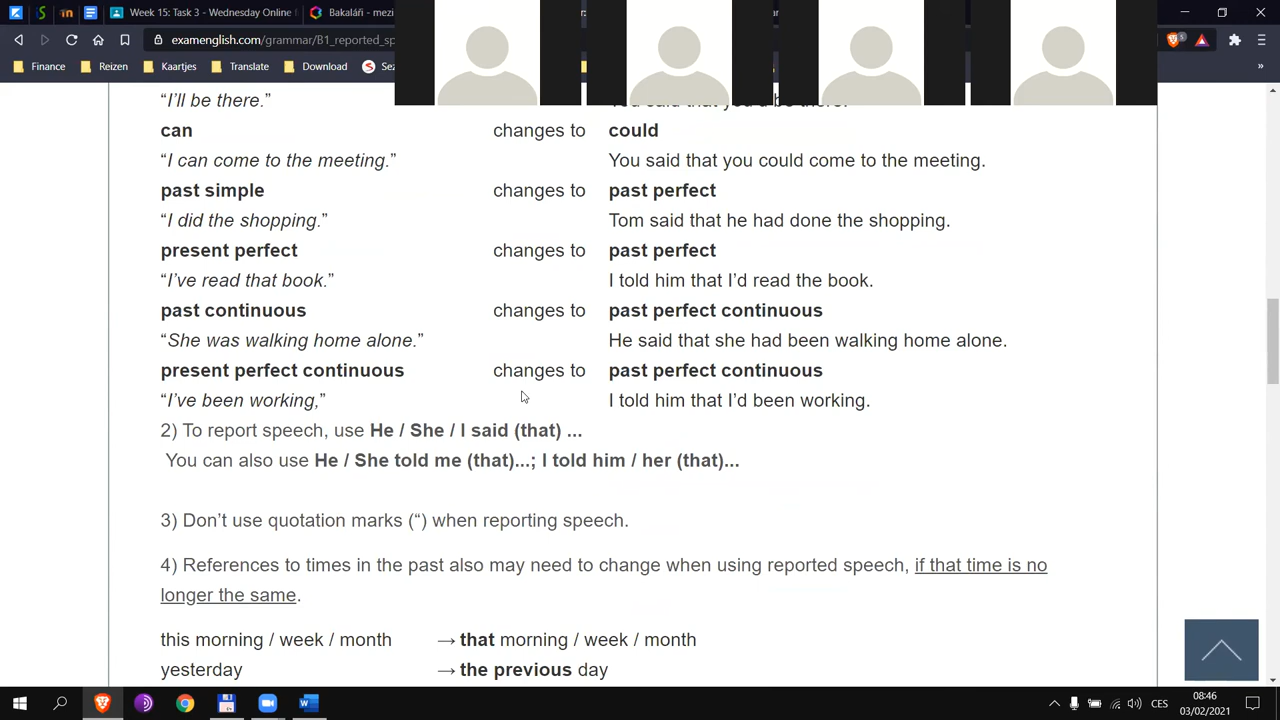 Week 15: Task 3 - Wednesday Online
Bakaláři - mezi
examenglish.com/grammar/B1_reported_sp
5
Finance
Reizen
Kaartjes
Translate
Download
Sez
»
“I’ll be there.”
You said that you’d be there.
can changes to could
“I can come to the meeting.” You said that you could come to the meeting.
past simple changes to past perfect
“I did the shopping.” Tom said that he had done the shopping.
present perfect changes to past perfect
“I’ve read that book.” I told him that I’d read the book.
past continuous changes to past perfect continuous
“She was walking home alone.” He said that she had been walking home alone.
present perfect continuous changes to past perfect continuous
“I’ve been working,” I told him that I’d been working.
2) To report speech, use He / She / I said (that) ...
You can also use He / She told me (that)...; I told him / her (that)...
3) Don’t use quotation marks (“) when reporting speech.
4) References to times in the past also may need to change when using reported speech, if that time is no
longer the same.
this morning / week / month → that morning / week / month
yesterday → the previous day
CES
08:46
03/02/2021